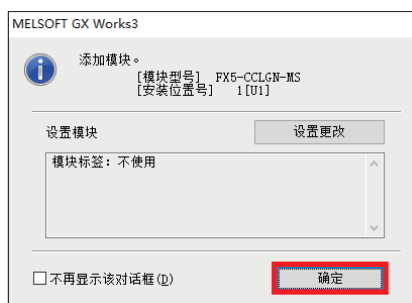 MELSOFT GX Works3
添加模块。
[模块型号] FX5-CCLGN-MS
[安装位置号] 1[U1]
设置模块
设置更改
模块标签：不使用
不再显示该对话框(D)
确定